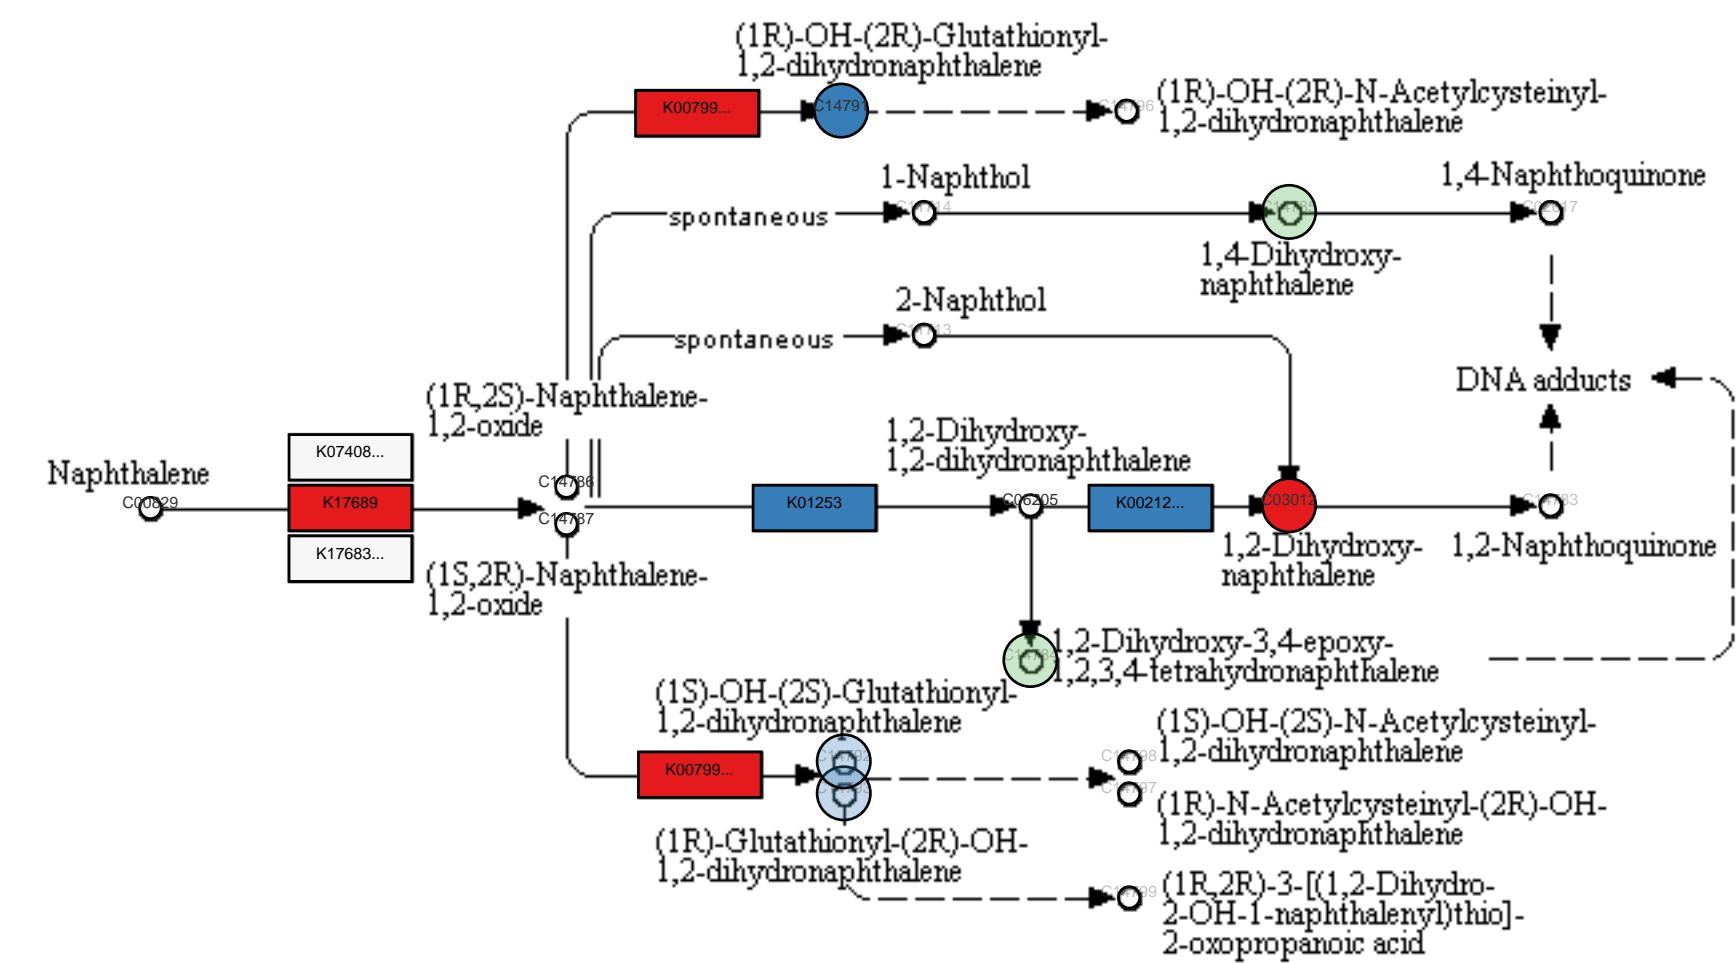 (1R)-OH-(2R)-Glutathionyl-
1,2-dihydronaphthalene
K00799...
C14791
(1R)-OH-(2R)-N-Acetylcysteinyl-
1,2-dihydronaphthalene
1-Naphthol
1,4-Naphthoquinone
spontaneous
1,4-Dihydroxy-
naphthalene
2-Naphthol
spontaneous
DNA adducts
(1R,2S)-Naphthalene-
1,2-oxide
1,2-Dihydroxy-
1,2-dihydronaphthalene
K07408...
Naphthalene
C00829
K17689
C14786
C14787
K01253
C06205
K00212...
C03012
K17683...
1,2-Dihydroxy-
naphthalene
1,2-Naphthoquinone
(1S,2R)-Naphthalene-
1,2-oxide
1,2-Dihydroxy-3,4-epoxy-
1,2,3,4-tetrahydronaphthalene
(1S)-OH-(2S)-Glutathionyl-
1,2-dihydronaphthalene
(1S)-OH-(2S)-N-Acetylcysteinyl-
1,2-dihydronaphthalene
K00799...
(1R)-N-Acetylcysteinyl-(2R)-OH-
1,2-dihydronaphthalene
(1R)-Glutathionyl-(2R)-OH-
1,2-dihydronaphthalene
(1R,2R)-3-[(1,2-Dihydro-
2-OH-1-naphthalenyl)thio]-
2-oxopropanoic acid